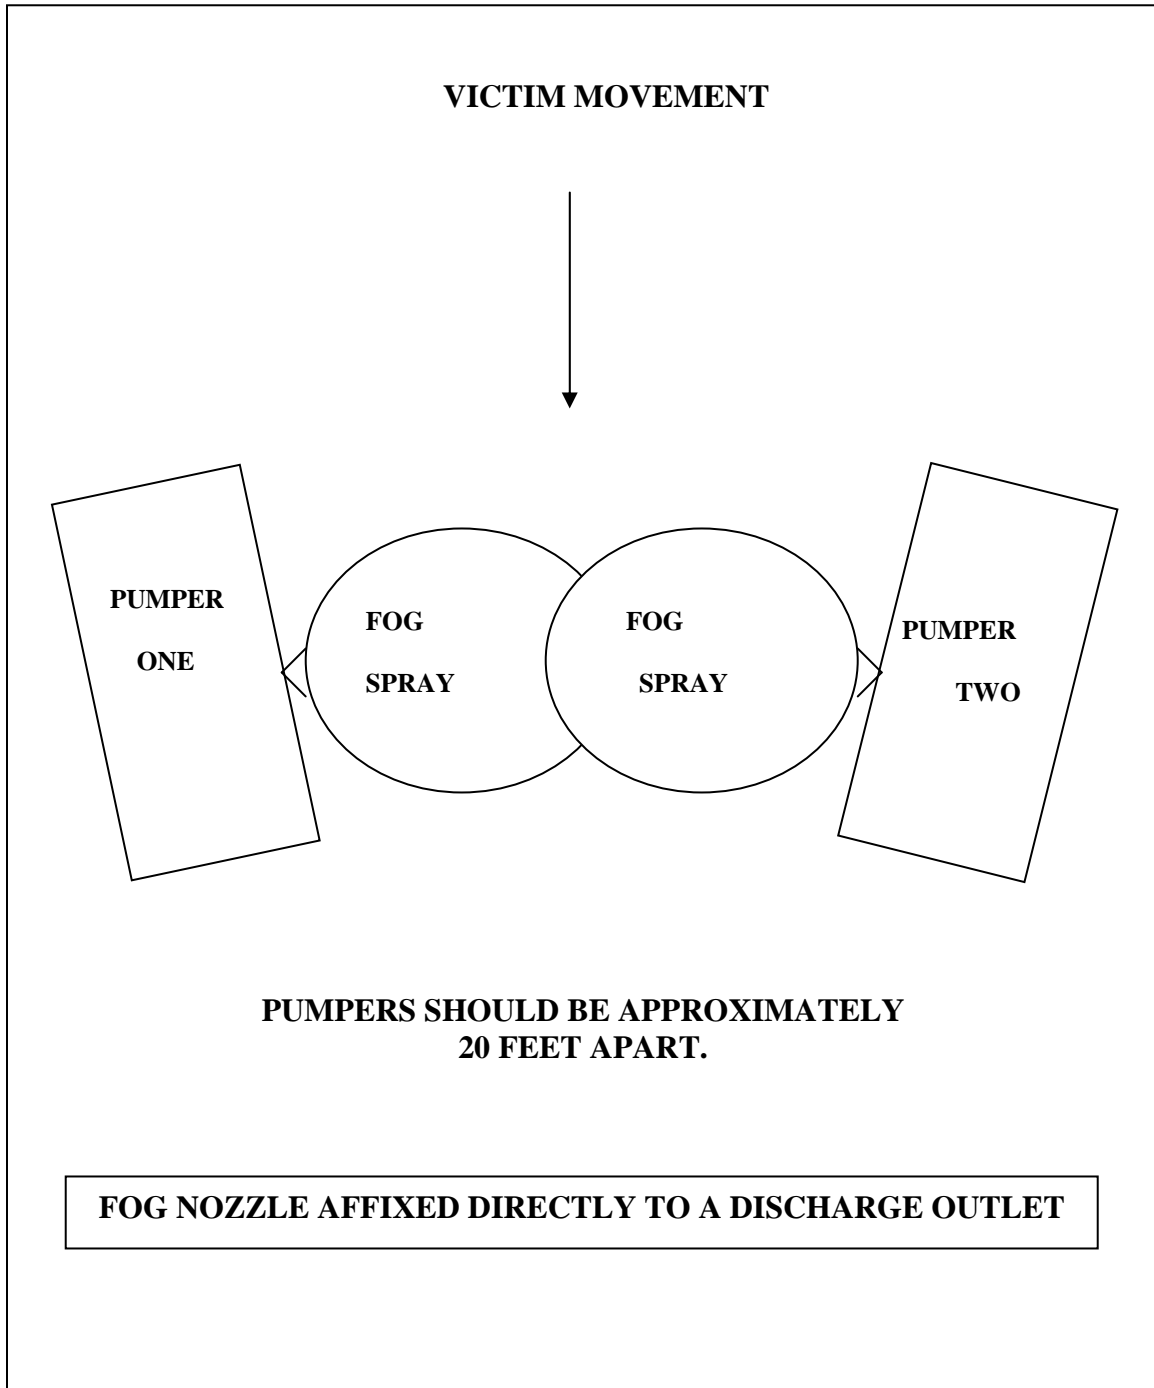 VICTIM MOVEMENT
PUMPER
ONE
FOG
SPRAY
FOG
SPRAY
PUMPER
TWO
PUMPERS SHOULD BE APPROXIMATELY
20 FEET APART.
FOG NOZZLE AFFIXED DIRECTLY TO A DISCHARGE OUTLET